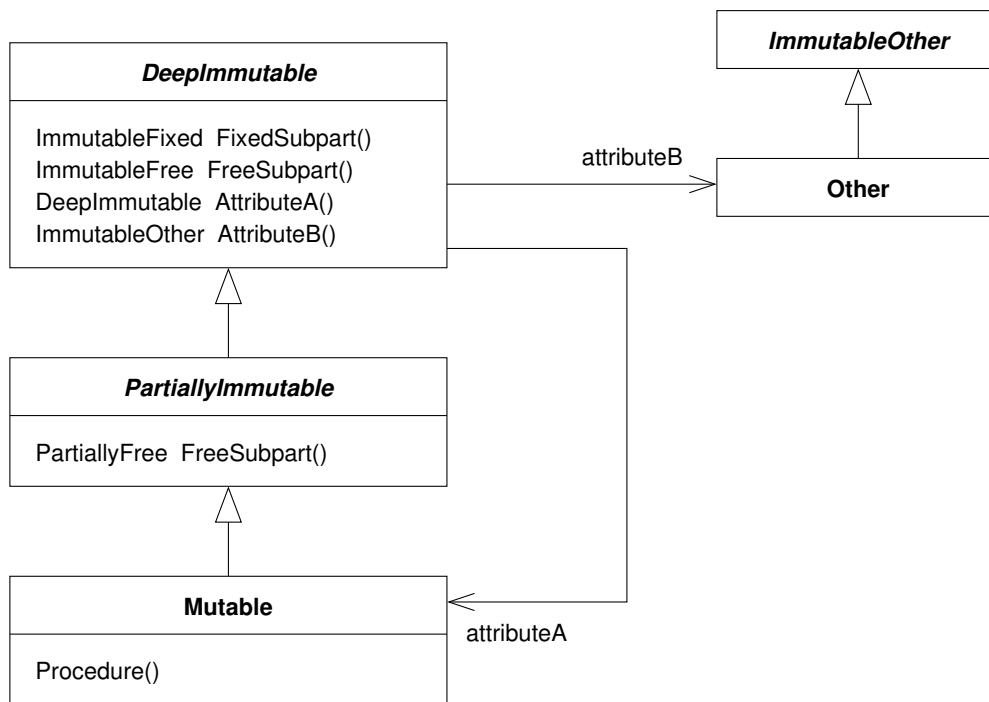 DeepImmutable
ImmutableFixed FixedSubpart()
ImmutableFree FreeSubpart()
DeepImmutable AttributeA()
ImmutableOther AttributeB()
ImmutableOther
attributeB
Other
PartiallyImmutable
PartiallyFree FreeSubpart()
Mutable
Procedure()
attributeA